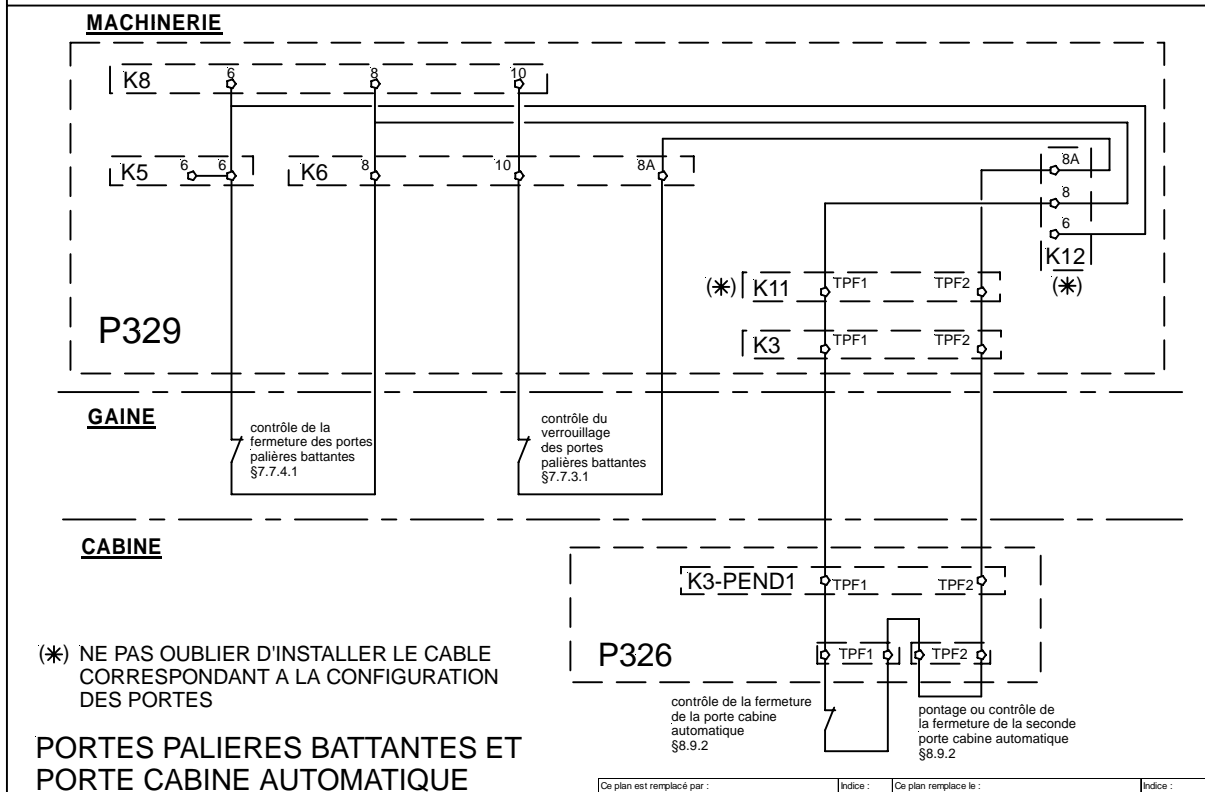 MACHINERIE
K8 6 8 10
K5 6 6 K6 8 10 8A
8A
8
6
K12
(*)
(*) K11 TPF1 TPF2
P329
K3 TPF1 TPF2
GAINE
contrôle de la
fermeture des portes
palières battantes
§7.7.4.1
contrôle du
verrouillage
des portes
palières battantes
§7.7.3.1
CABINE
K3-PEND1 TPF1 TPF2
P326 TPF1 TPF2
(*) NE PAS OUBLIER D'INSTALLER LE CABLE
CORRESPONDANT A LA CONFIGURATION
DES PORTES
contrôle de la fermeture
de la porte cabine
automatique
§8.9.2
pontage ou contrôle de
la fermeture de la seconde
porte cabine automatique
§8.9.2
PORTES PALIERES BATTANTES ET
PORTE CABINE AUTOMATIQUE
Ce plan est remplacé par : Indice : Ce plan remplace le : Indice :